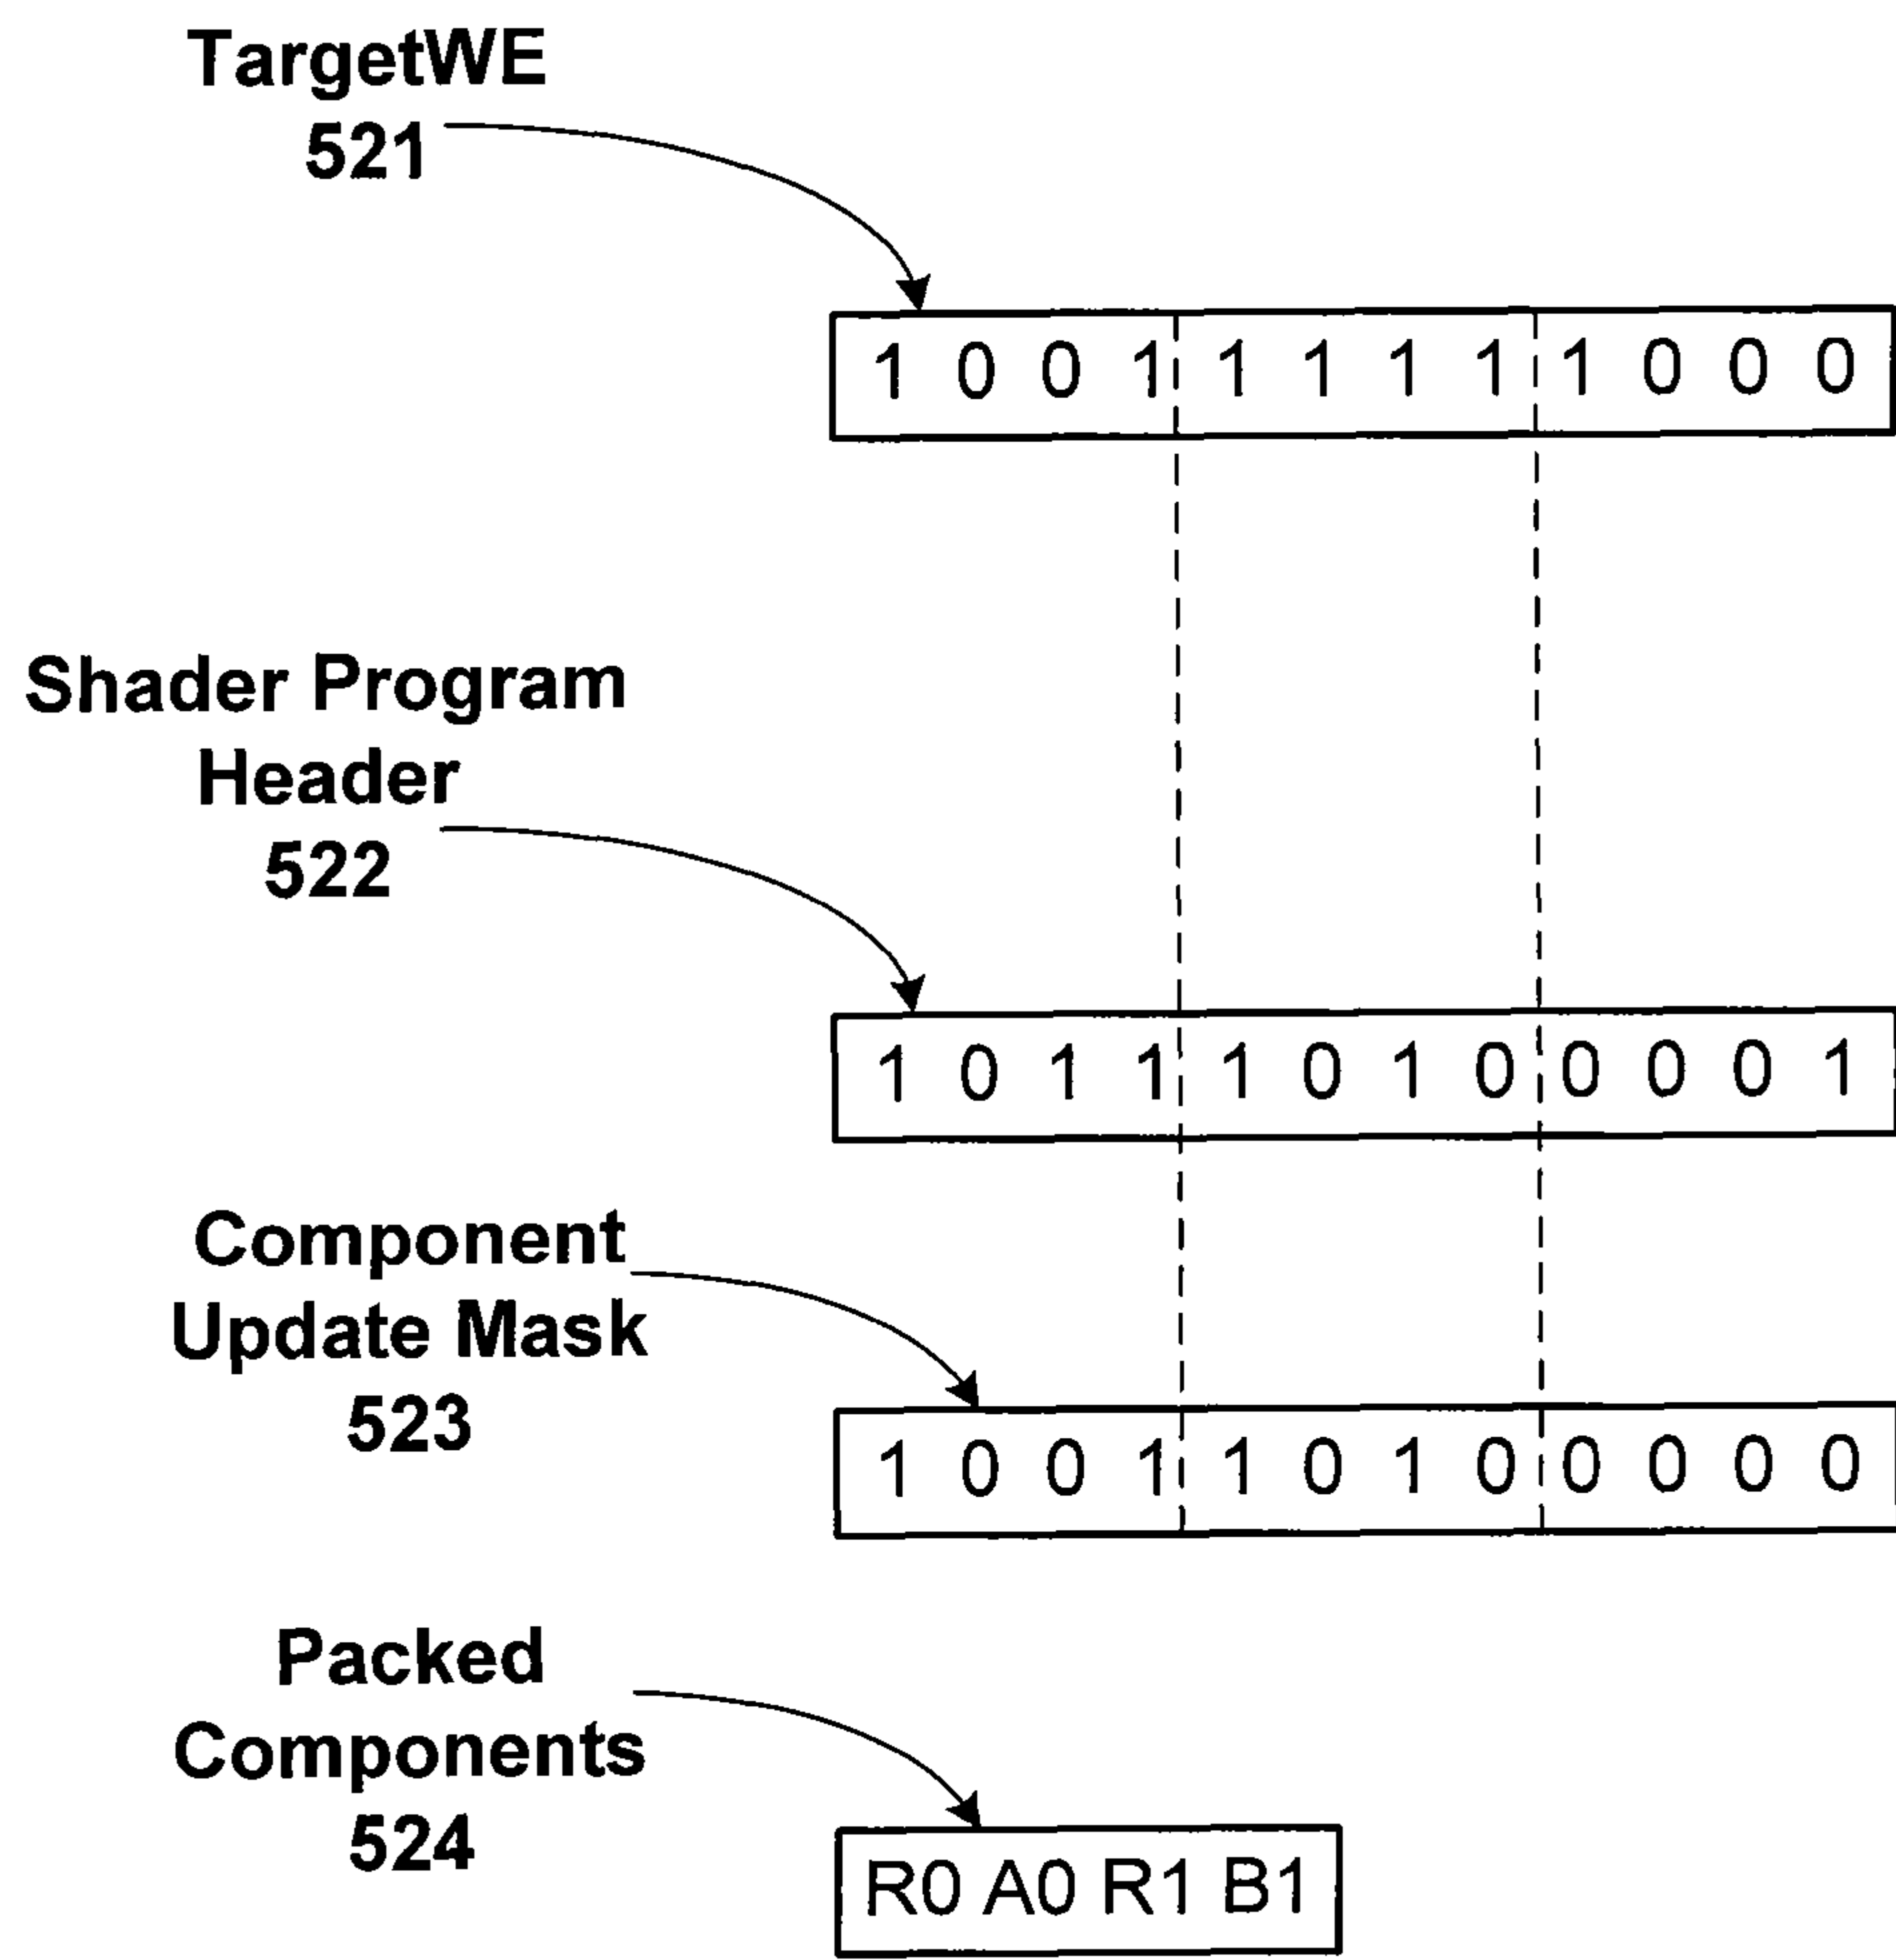 TargetWE
521
1 0 0 1 1 1 1 1 1 0 0 0
Shader Program
Header
522
1 0 1 1 1 0 1 0 0 0 0 1
Component
Update Mask
523
1 0 0 1 1 0 1 0 0 0 0 0
Packed
Components
524
R0 A0 R1 B1